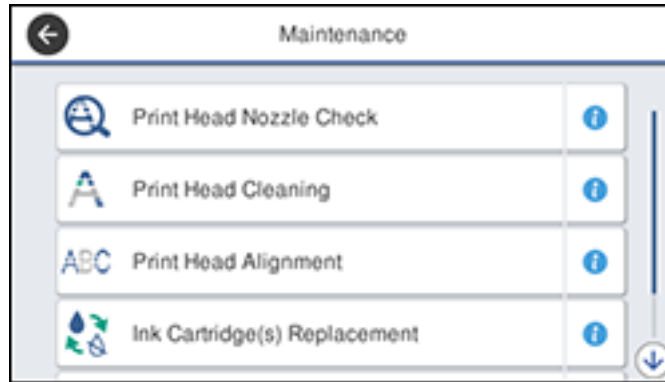 Maintenance
Print Head Nozzle Check
Print Head Cleaning
ABC Print Head Alignment
Ink Cartridge(s) Replacement